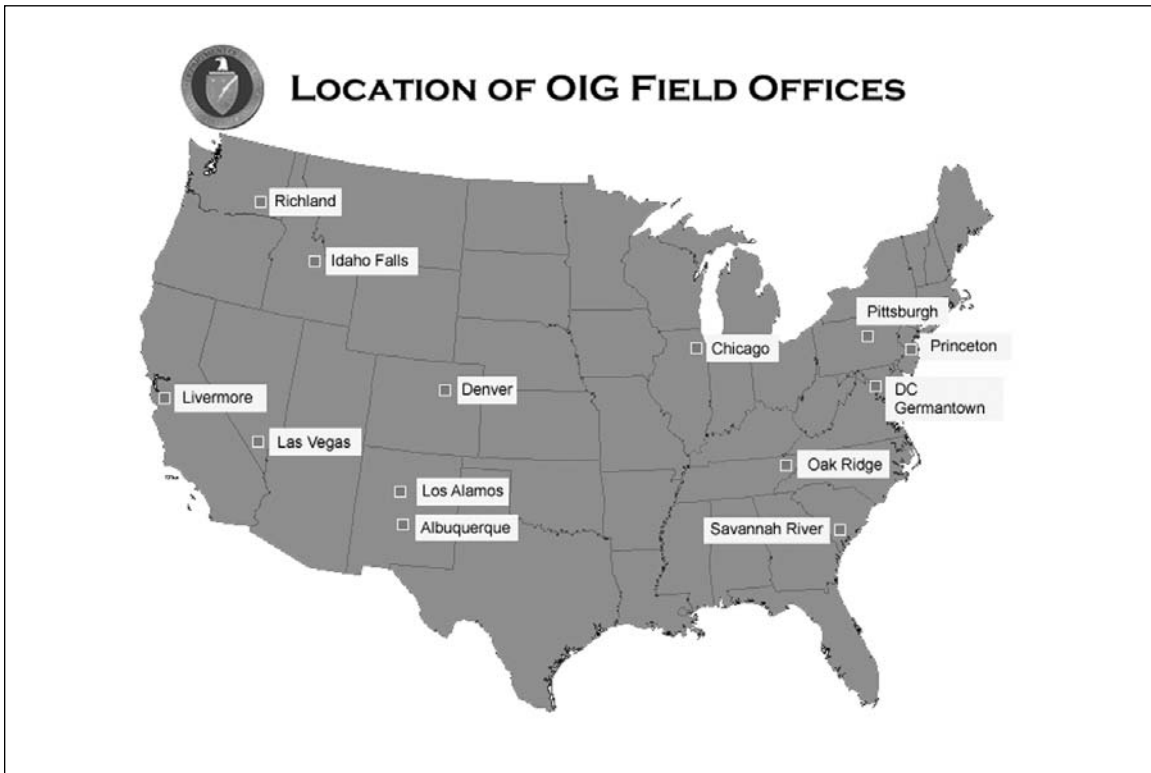 LOCATION OF OIG FIELD OFFICES
Richland
Idaho Falls
Pittsburgh
Chicago
Princeton
Denver
DC
Germantown
Livermore
Las Vegas
Oak Ridge
Los Alamos
Albuquerque
Savannah River